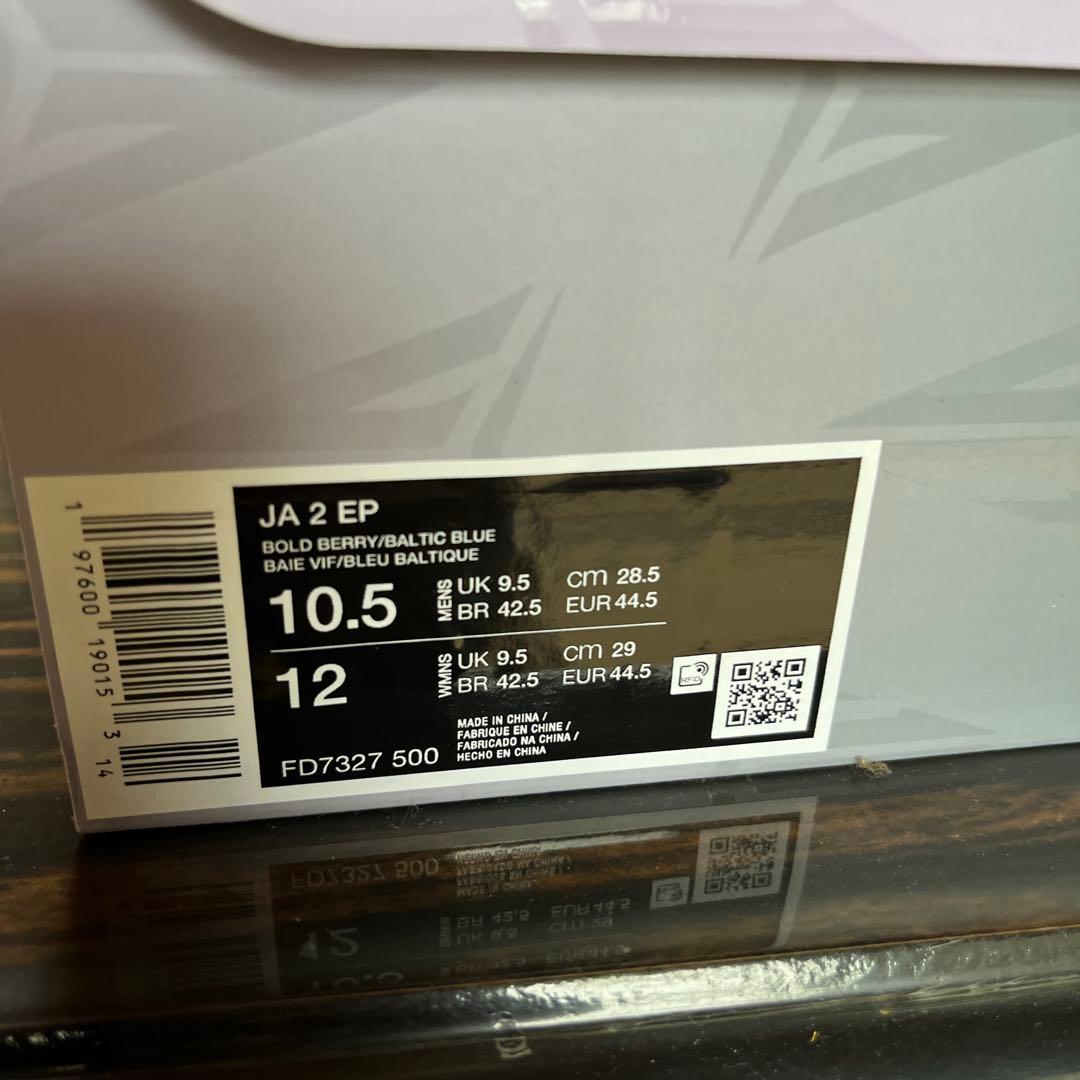 JA 2 EP
BOLD BERRY/BALTIC BLUE
BAIE VIF/BLEU BALTIQUE
10.5 MENS UK 9.5 cm 28.5
BR 42.5 EUR 44.5
12 WMNS UK 9.5 cm 29
BR 42.5 EUR 44.5
RFID
MADE IN CHINA /
FABRIQUE EN CHINE /
FABRICADO NA CHINA /
HECHO EN CHINA
FD7327 500
1 97600 19015 3 14